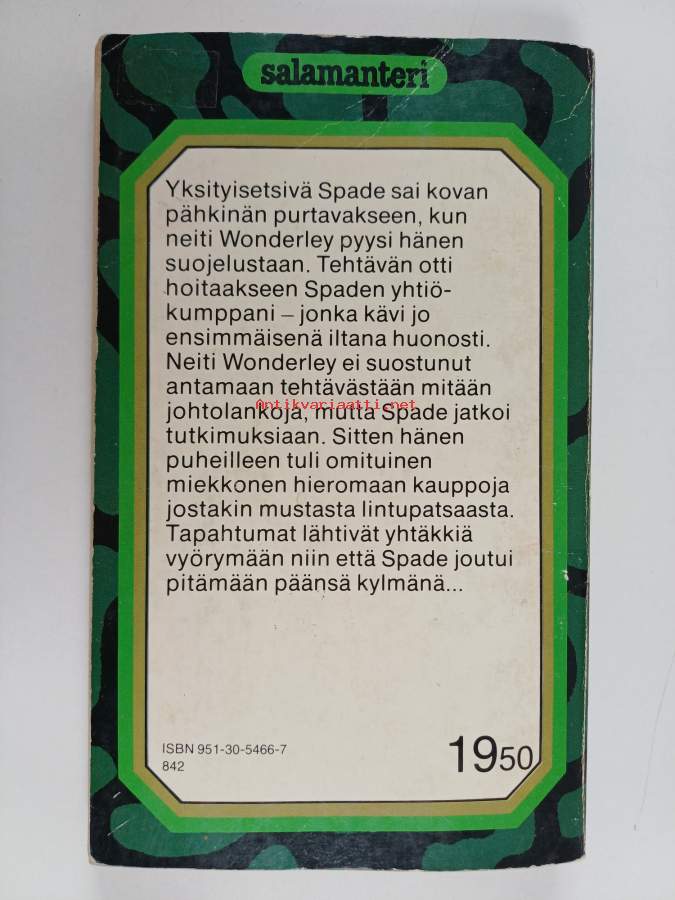 salamanteri
Yksityisetsivä Spade sai kovan
pähkinän purtavakseen, kun
neiti Wonderley pyysi hänen
suojelustaan. Tehtävän otti
hoitaakseen Spaden yhtiö-
kumppani – jonka kävi jo
ensimmäisenä iltana huonosti.
Neiti Wonderley ei suostunut
antamaan tehtävästään mitään
Antikvariaatti.net
johtolankoja, mutta Spade jatkoi
tutkimuksiaan. Sitten hänen
puheilleen tuli omituinen
miekkonen hieromaan kauppoja
jostakin mustasta lintupatsaasta.
Tapahtumat lähtivät yhtäkkiä
vyörymään niin että Spade joutui
pitämään päänsä kylmänä...
ISBN 951-30-5466-7
842
1950